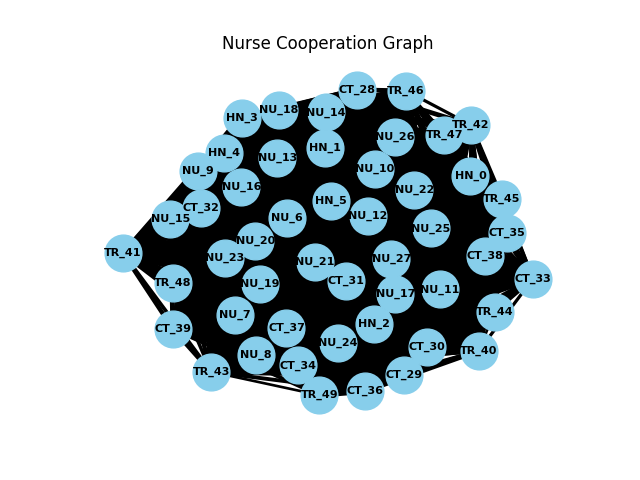 Nurse Cooperation Graph
CT_28
TR_46
NU_18
NU_14
HN_3
TR_42
TR_47
NU_26
HN_1
HN_4
NU_13
NU_10
NU_9
HN_0
NU_16
NU_22
TR_45
HN_5
CT_32
NU_12
NU_15
NU_6
NU_25
CT_35
NU_20
TR_41
CT_38
NU_23
NU_27
NU_21
CT_33
CT_31
TR_48
NU_19
NU_11
NU_17
TR_44
NU_7
HN_2
CT_37
CT_39
NU_24
CT_30
TR_40
NU_8
CT_34
TR_43
CT_29
CT_36
TR_49